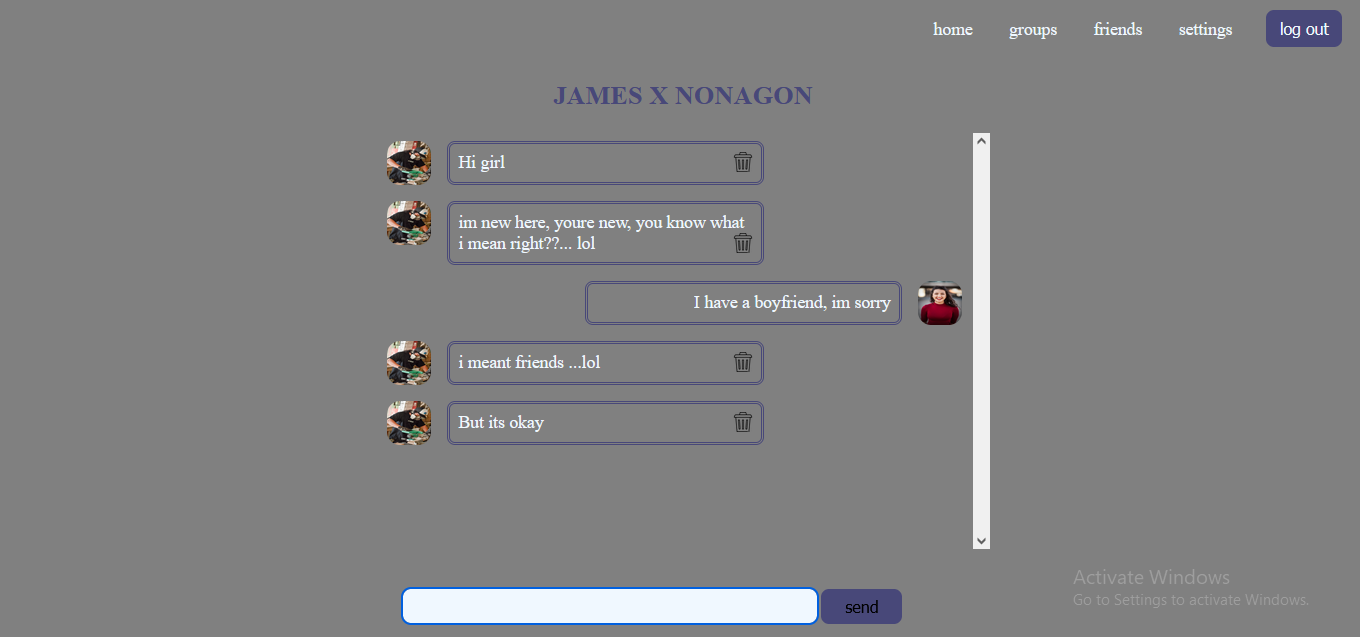 home groups friends settings log out
JAMES X NONAGON
Hi girl
im new here, youre new, you know what
i mean right??... lol
I have a boyfriend, im sorry
i meant friends ...lol
But its okay
send
Activate Windows
Go to Settings to activate Windows.